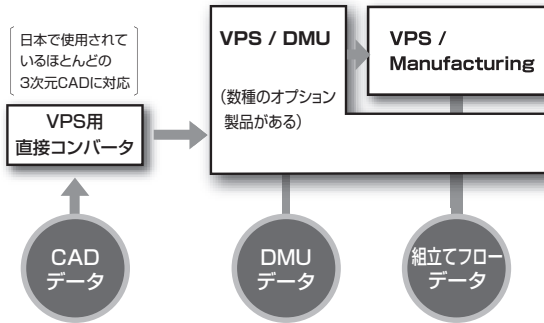 日本で使用されて
いるほとんどの
3次元CADに対応
VPS用
直接コンバータ
VPS / DMU
(数種のオプション
製品がある)
VPS /
Manufacturing
CAD
データ
DMU
データ
組立てフロー
データ